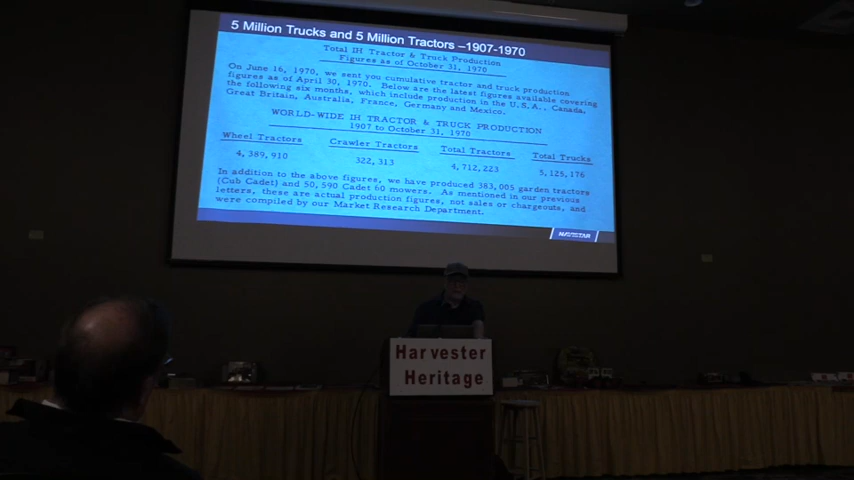 5 Million Trucks and 5 Million Tractors –1907-1970
Total IH Tractor & Truck Production
Figures as of October 31, 1970
On June 16, 1970, we sent you cumulative tractor and truck production
figures as of April 30, 1970. Below are the latest figures available covering
the following six months, which include production in the U.S.A., Canada,
Great Britain, Australia, France, Germany and Mexico.
WORLD-WIDE IH TRACTOR & TRUCK PRODUCTION
1907 to October 31, 1970
Wheel Tractors Crawler Tractors Total Tractors Total Trucks
4,389,910 322,313 4,712,223 5,125,176
In addition to the above figures, we have produced 383,005 garden tractors
(Cub Cadet) and 50,590 Cadet 60 mowers. As mentioned in our previous
letters, these are actual production figures, not sales or chargeouts, and
were compiled by our Market Research Department.
NAVISTAR
Harvester
Heritage